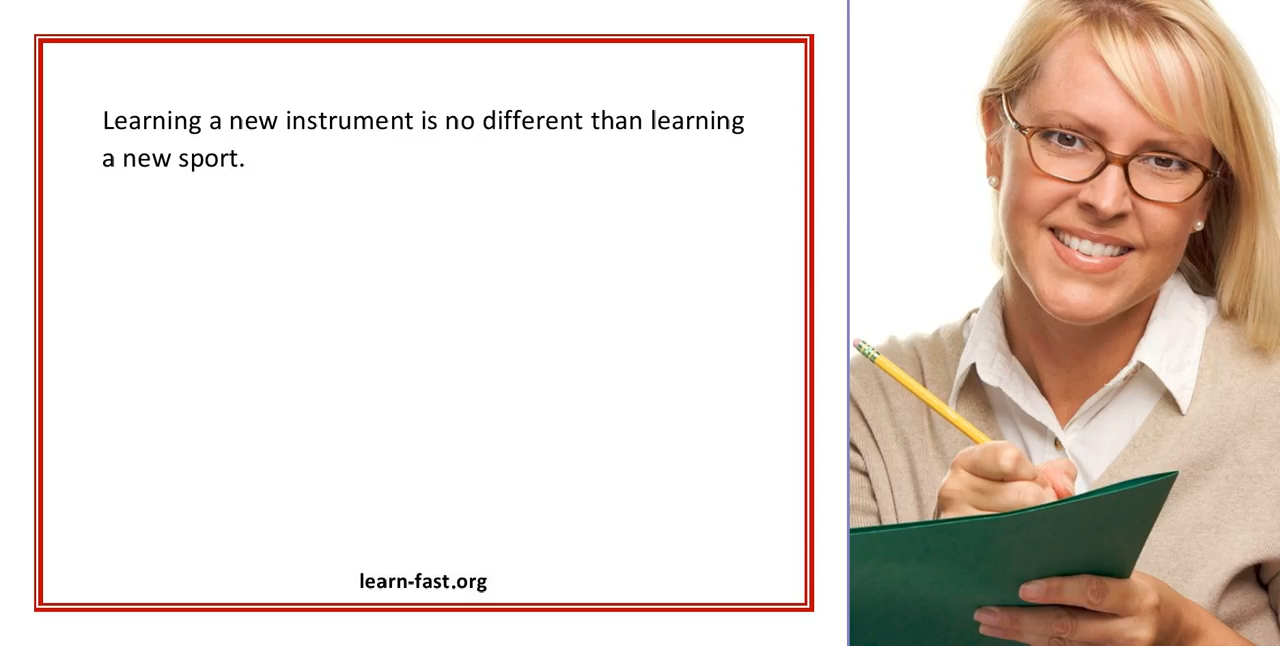 Learning a new instrument is no different than learning
a new sport.
learn-fast.org